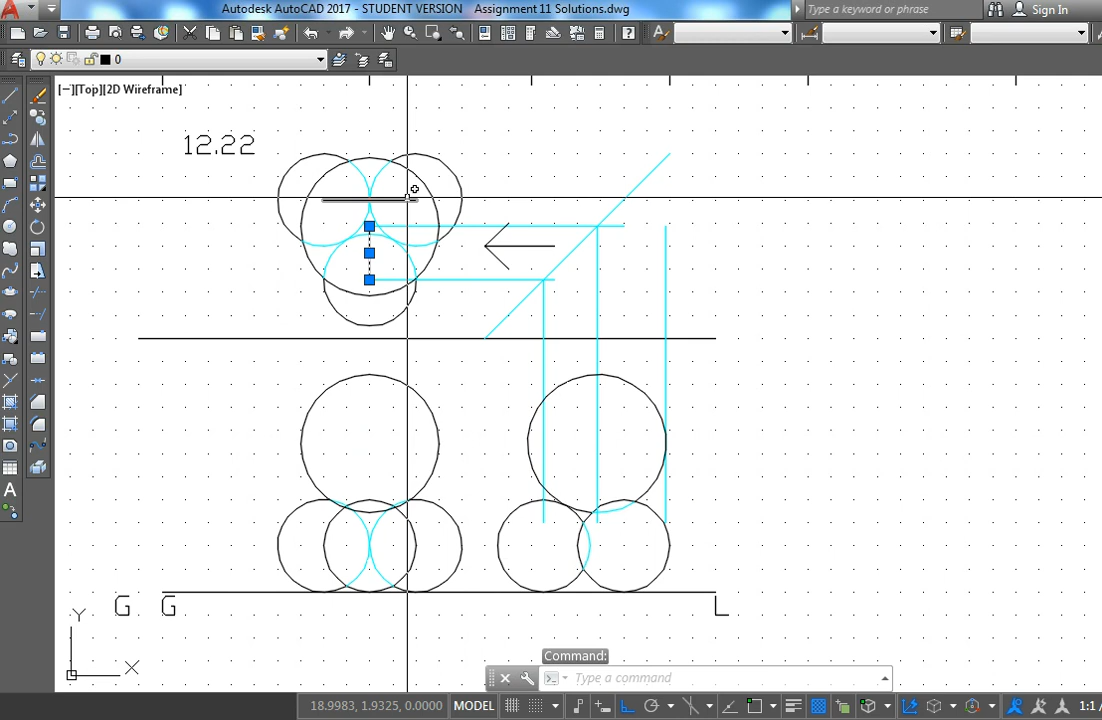 Autodesk AutoCAD 2017 - STUDENT VERSION Assignment 11 Solutions.dwg
Type a keyword or phrase
Sign In
0
[−][Top][2D Wireframe]
12.22
A
G G L
Y
X
Command:
Type a command
18.9983, 1.9325, 0.0000 MODEL
1:1